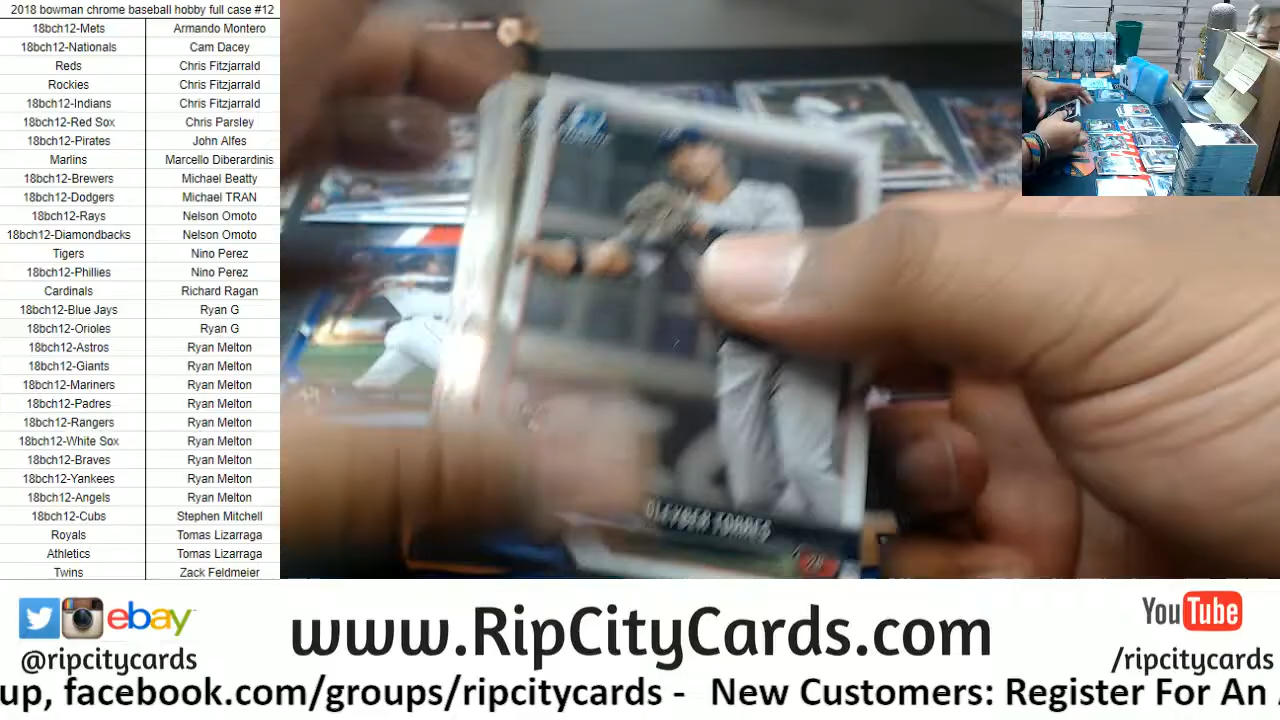 2018 bowman chrome baseball hobby full case #12
18bch12-Mets Armando Montero
18bch12-Nationals Cam Dacey
Reds Chris Fitzjarrald
Rockies Chris Fitzjarrald
18bch12-Indians Chris Fitzjarrald
18bch12-Red Sox Chris Parsley
18bch12-Pirates John Alfes
Marlins Marcello Diberardinis
18bch12-Brewers Michael Beatty
18bch12-Dodgers Michael TRAN
18bch12-Rays Nelson Omoto
18bch12-Diamondbacks Nelson Omoto
Tigers Nino Perez
18bch12-Phillies Nino Perez
Cardinals Richard Ragan
18bch12-Blue Jays Ryan G
18bch12-Orioles Ryan G
18bch12-Astros Ryan Melton
18bch12-Giants Ryan Melton
18bch12-Mariners Ryan Melton
18bch12-Padres Ryan Melton
18bch12-Rangers Ryan Melton
18bch12-White Sox Ryan Melton
18bch12-Braves Ryan Melton
18bch12-Yankees Ryan Melton
18bch12-Angels Ryan Melton
18bch12-Cubs Stephen Mitchell
Royals Tomas Lizarraga
Athletics Tomas Lizarraga
Twins Zack Feldmeier
GLEYBER TORRES
ebay
@ripcitycards
www.RipCityCards.com
YouTube
/ripcitycards
up, facebook.com/groups/ripcitycards - New Customers: Register For An